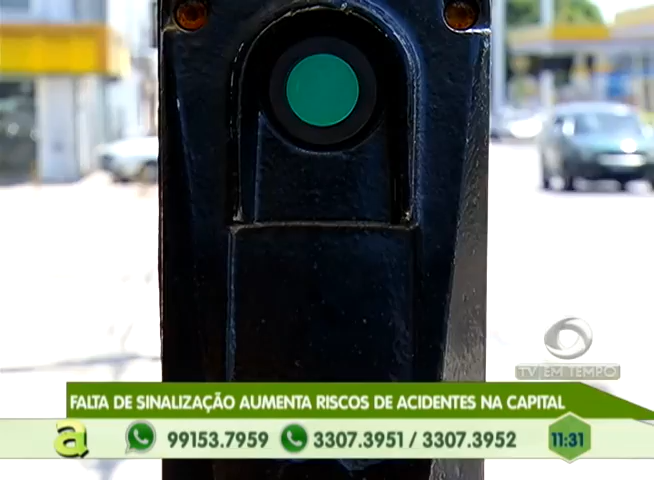 TV EM TEMPO
FALTA DE SINALIZAÇÃO AUMENTA RISCOS DE ACIDENTES NA CAPITAL
a 99153.7959 3307.3951 / 3307.3952 11:31